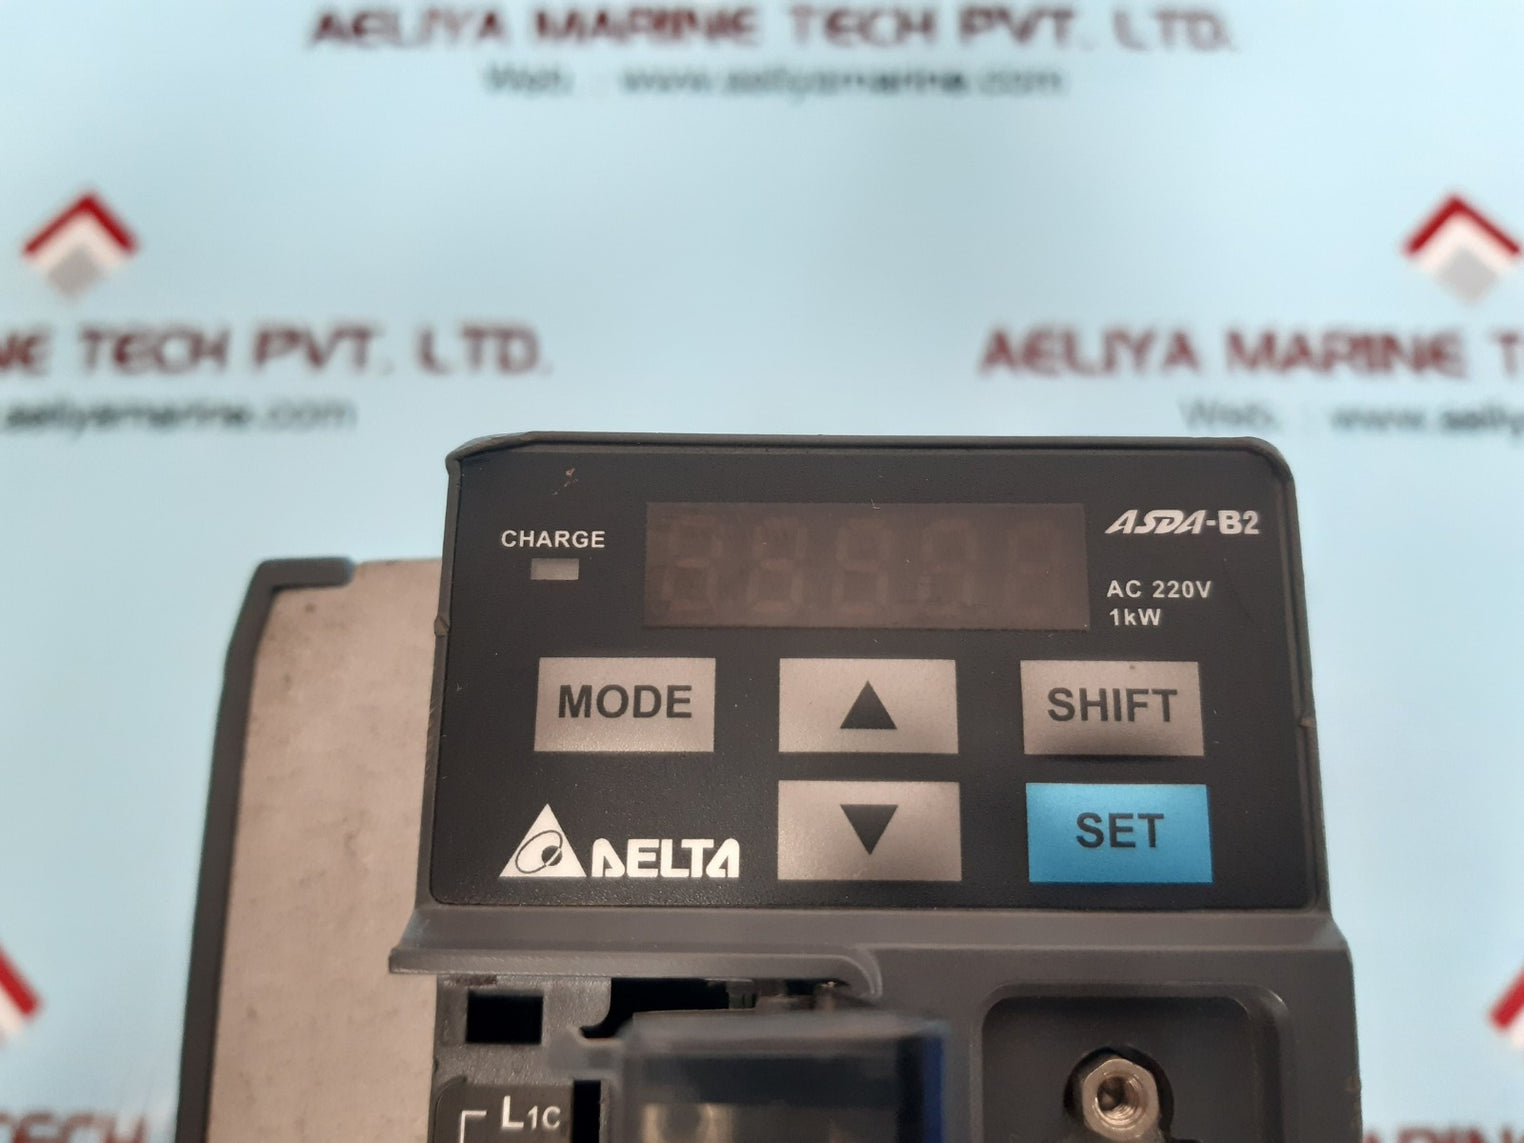 AELIYA MARINE TECH PVT. LTD.
Web. : www.aeliyamarine.com
NE TECH PVT. LTD.
.aeliyamarine.com
AELIYA MARINE T
Web. : www.aeliy
CHARGE
ASDA-B2
AC 220V
1kW
MODE
▲
SHIFT
▼
SET
DELTA
L1C